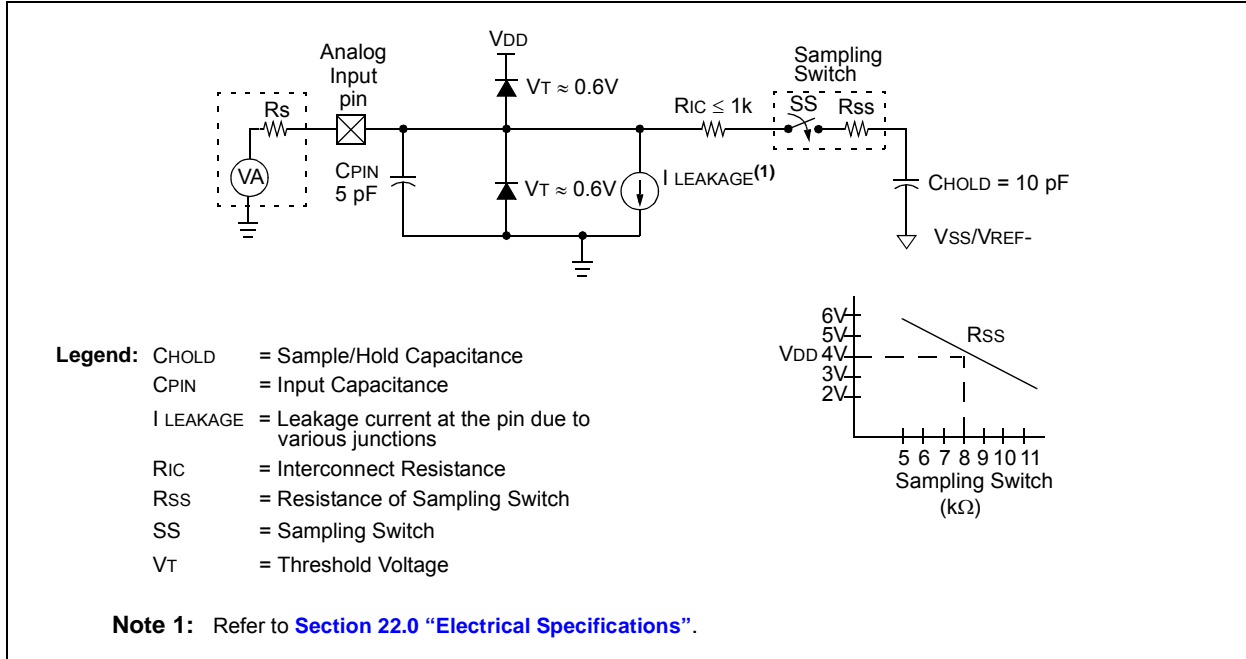 VDD
Analog
Input
pin
Sampling
Switch
VT ≈ 0.6V
Rs
RIC ≤ 1k
SS
Rss
VA
CPIN
5 pF
VT ≈ 0.6V
I LEAKAGE(1)
CHOLD = 10 pF
VSS/VREF-
6V
5V
VDD 4V
3V
2V
RSS
5 6 7 8 9 10 11
Sampling Switch
(kΩ)
Legend: CHOLD = Sample/Hold Capacitance
CPIN = Input Capacitance
I LEAKAGE = Leakage current at the pin due to
various junctions
RIC = Interconnect Resistance
RSS = Resistance of Sampling Switch
SS = Sampling Switch
VT = Threshold Voltage
Note 1: Refer to Section 22.0 “Electrical Specifications”.